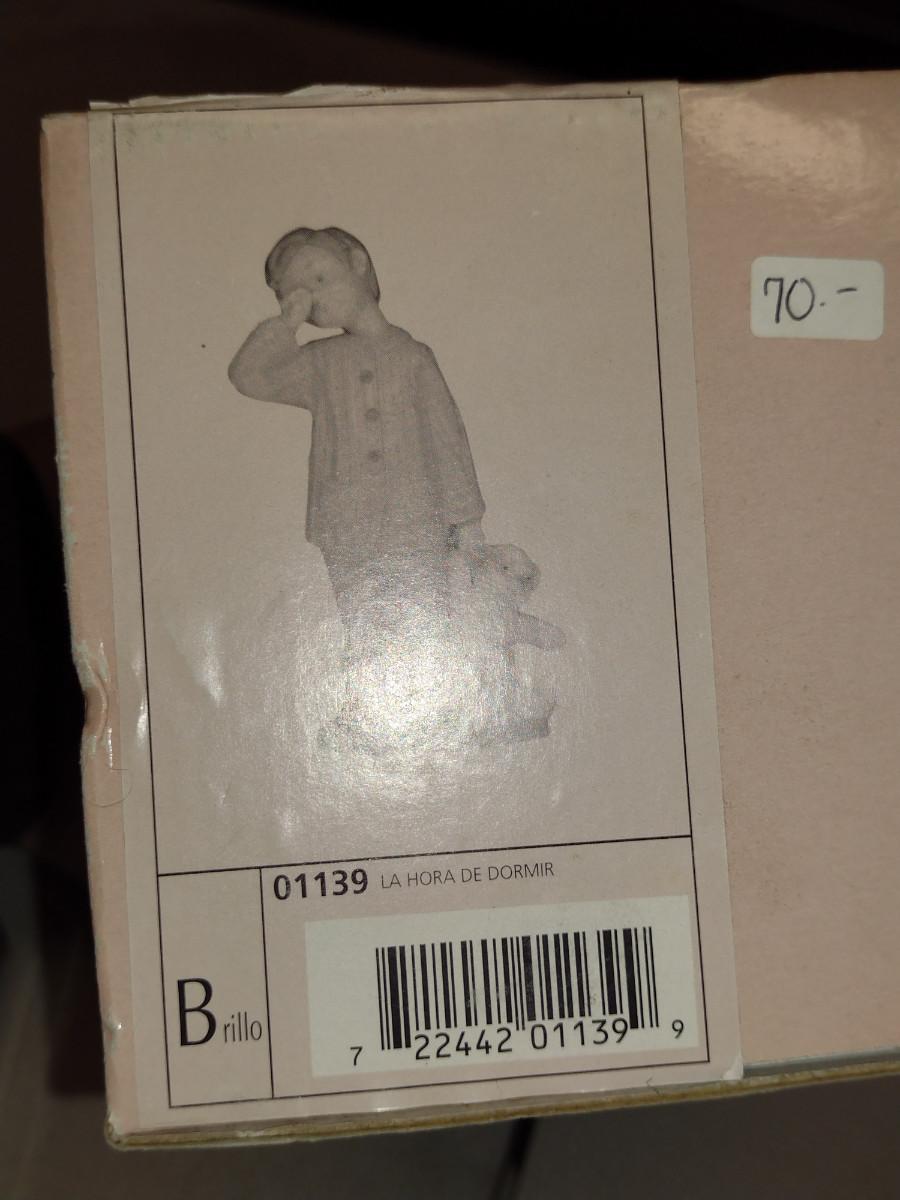 70.-
01139 LA HORA DE DORMIR
Brillo
7 22442 01139 9